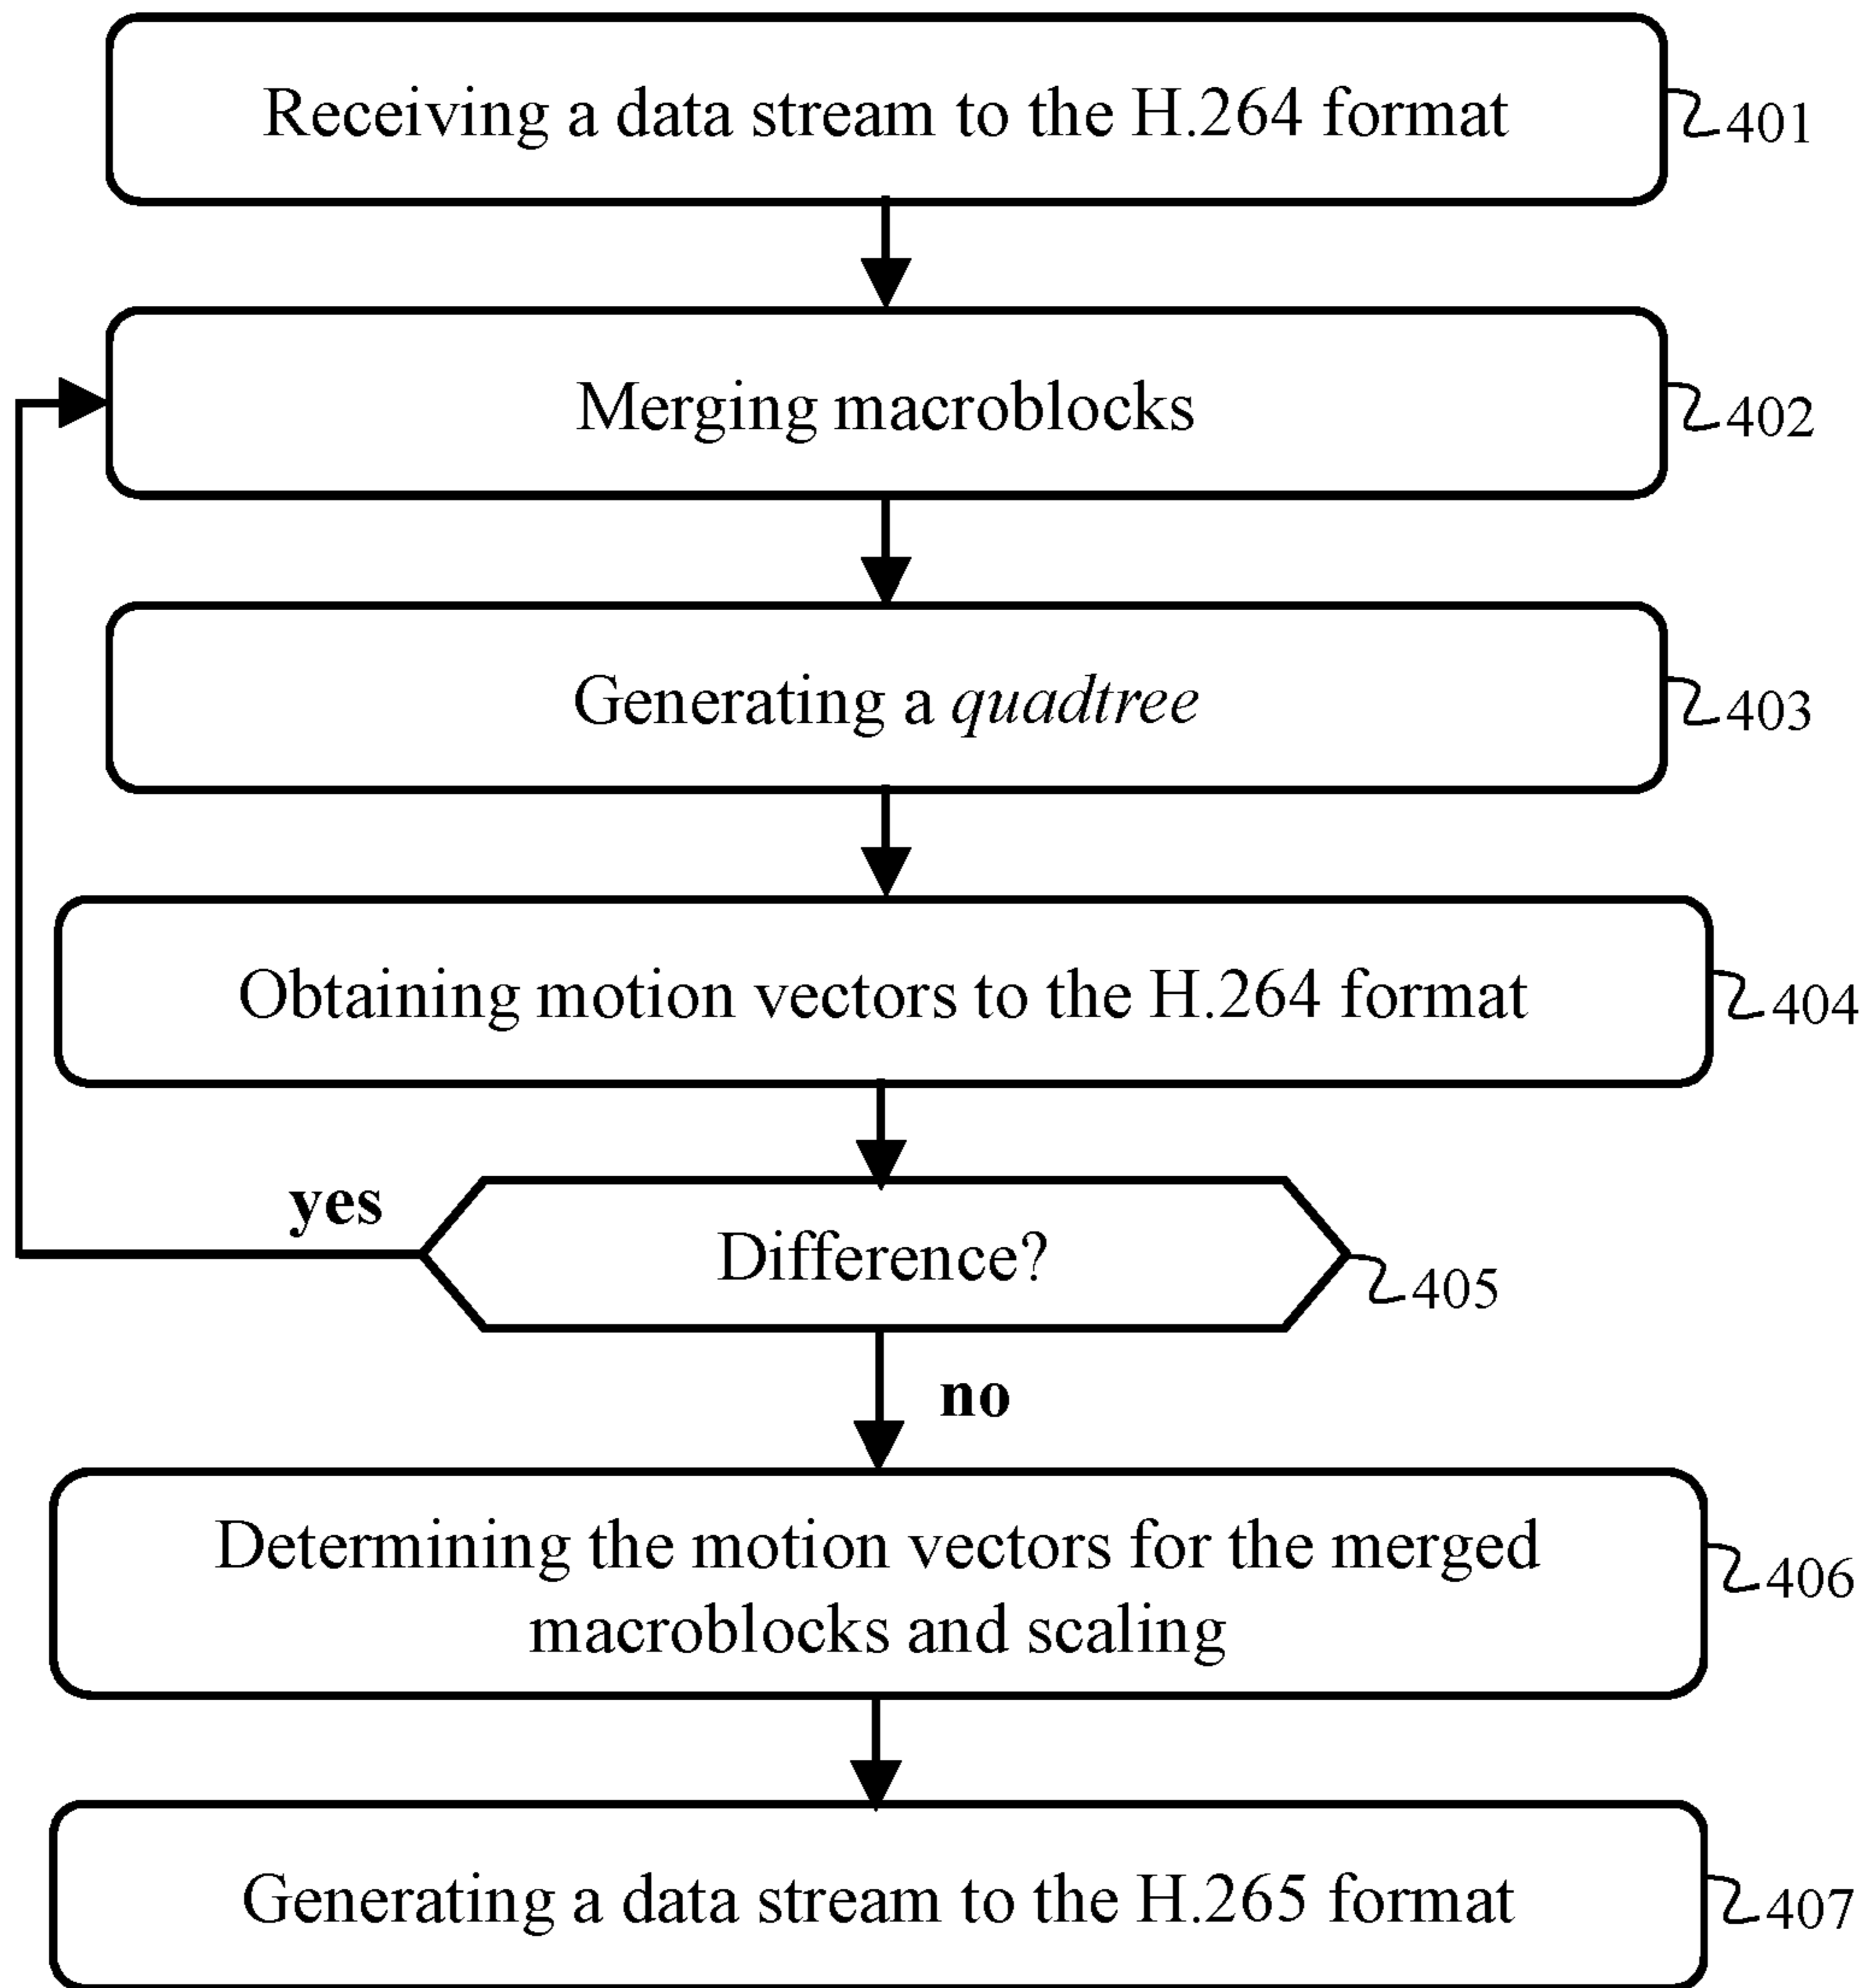 Receiving a data stream to the H.264 format
401
Merging macroblocks
402
Generating a quadtree
403
Obtaining motion vectors to the H.264 format
404
yes
Difference?
405
no
Determining the motion vectors for the merged
macroblocks and scaling
406
Generating a data stream to the H.265 format
407